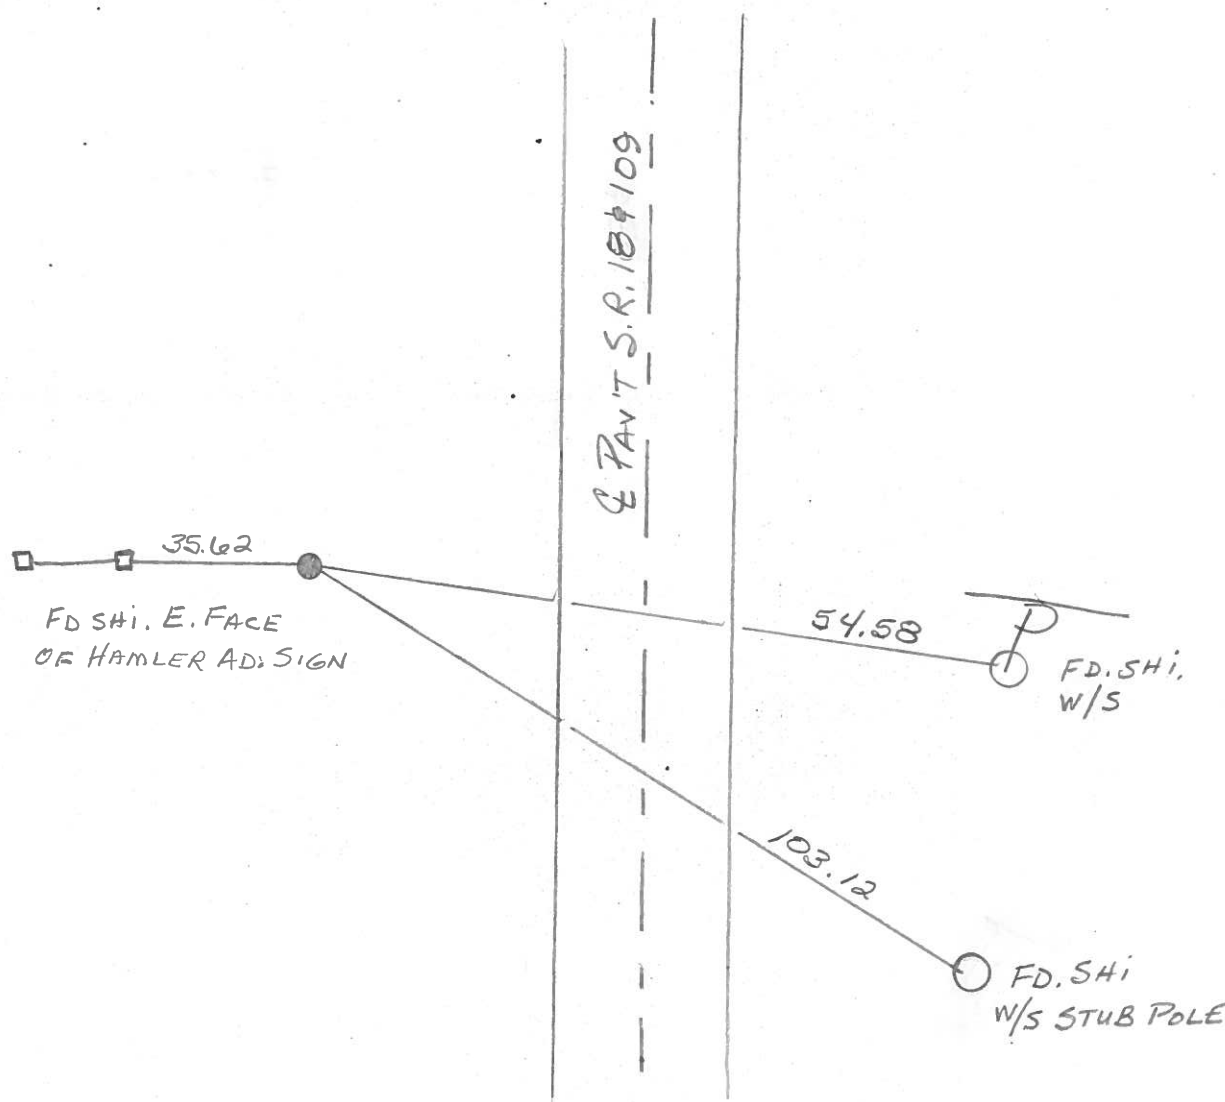 ℄ PAV'T S.R. 18 & 109
35.62
FD SHi. E. FACE
OF HAMLER AD. SIGN
54.58
FD. SHi.
W/S
103.12
FD. SHi
W/S STUB POLE